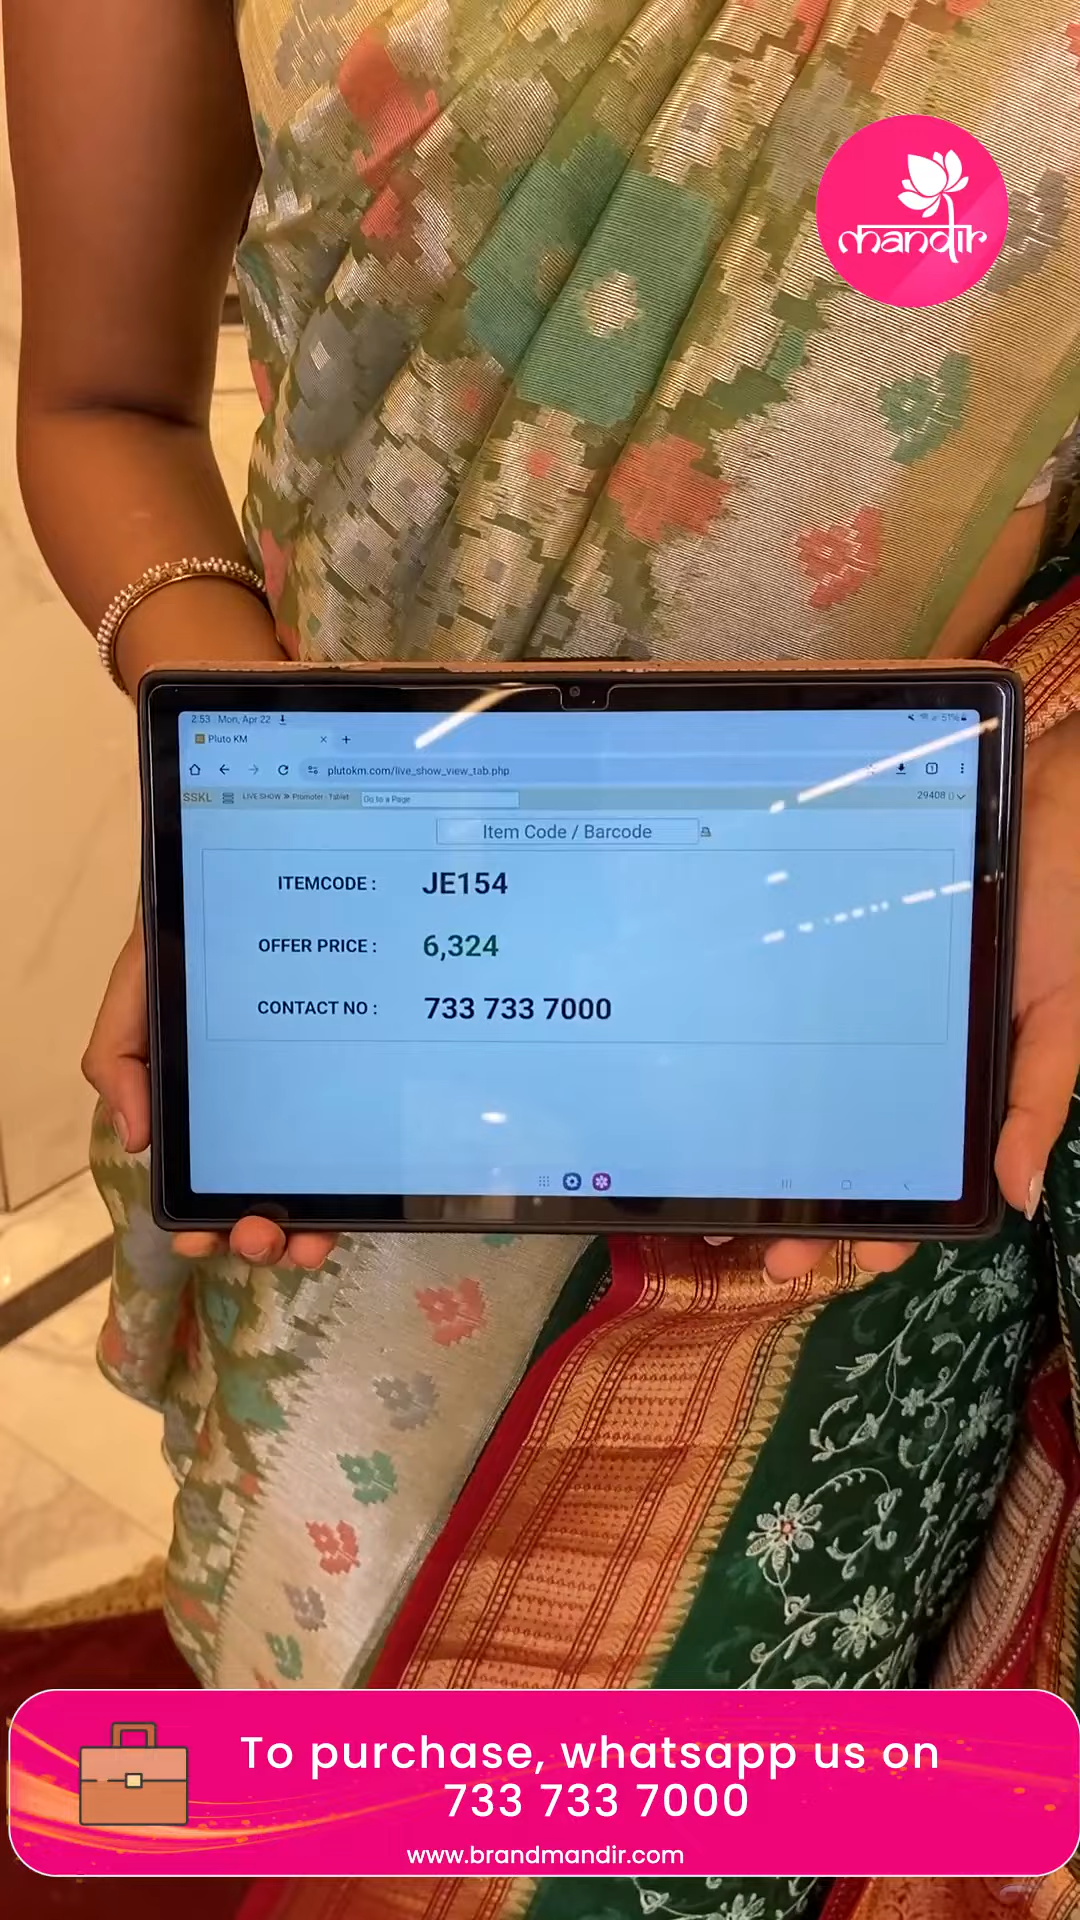 mandir
2:53 Mon, Apr 22
51%
Pluto KM
plutokm.com/live_show_view_tab.php
SSKL LIVE SHOW » Promoter - Tablet Go to a Page 29408
Item Code / Barcode
ITEMCODE : JE154
OFFER PRICE : 6,324
CONTACT NO : 733 733 7000
To purchase, whatsapp us on
733 733 7000
www.brandmandir.com